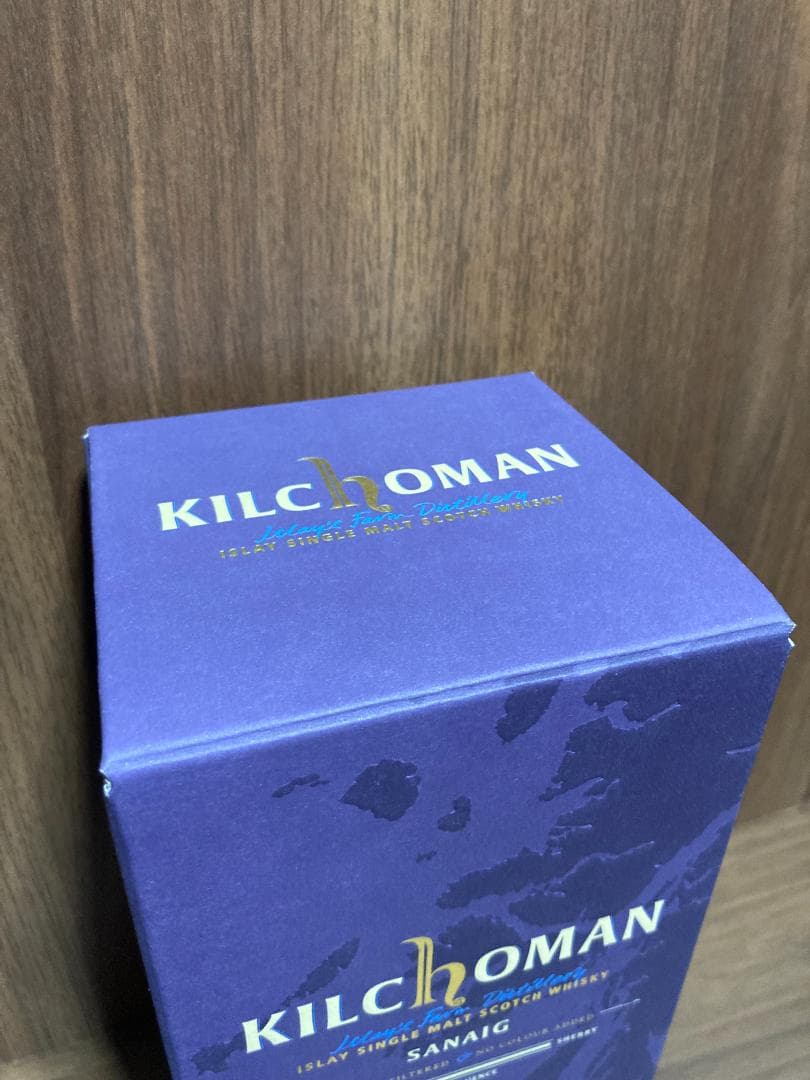 KILChOMAN
Islay's Farm Distillery
ISLAY SINGLE MALT SCOTCH WHISKY
KILChOMAN
Islay's Farm Distillery
ISLAY SINGLE MALT SCOTCH WHISKY
SANAIG
NO COLOUR ADDED
SHERRY